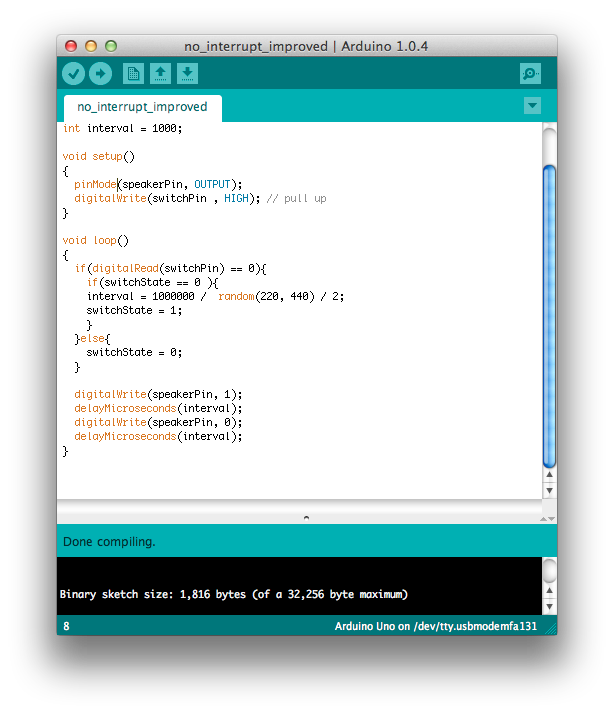 no_interrupt_improved | Arduino 1.0.4
no_interrupt_improved
int interval = 1000;
void setup()
{
pinMode(speakerPin, OUTPUT);
digitalWrite(switchPin , HIGH); // pull up
}
void loop()
{
if(digitalRead(switchPin) == 0){
if(switchState == 0 ){
interval = 1000000 /  random(220, 440) / 2;
switchState = 1;
}
}else{
switchState = 0;
}
digitalWrite(speakerPin, 1);
delayMicroseconds(interval);
digitalWrite(speakerPin, 0);
delayMicroseconds(interval);
}
Done compiling.
Binary sketch size: 1,816 bytes (of a 32,256 byte maximum)
8
Arduino Uno on /dev/tty.usbmodemfa131